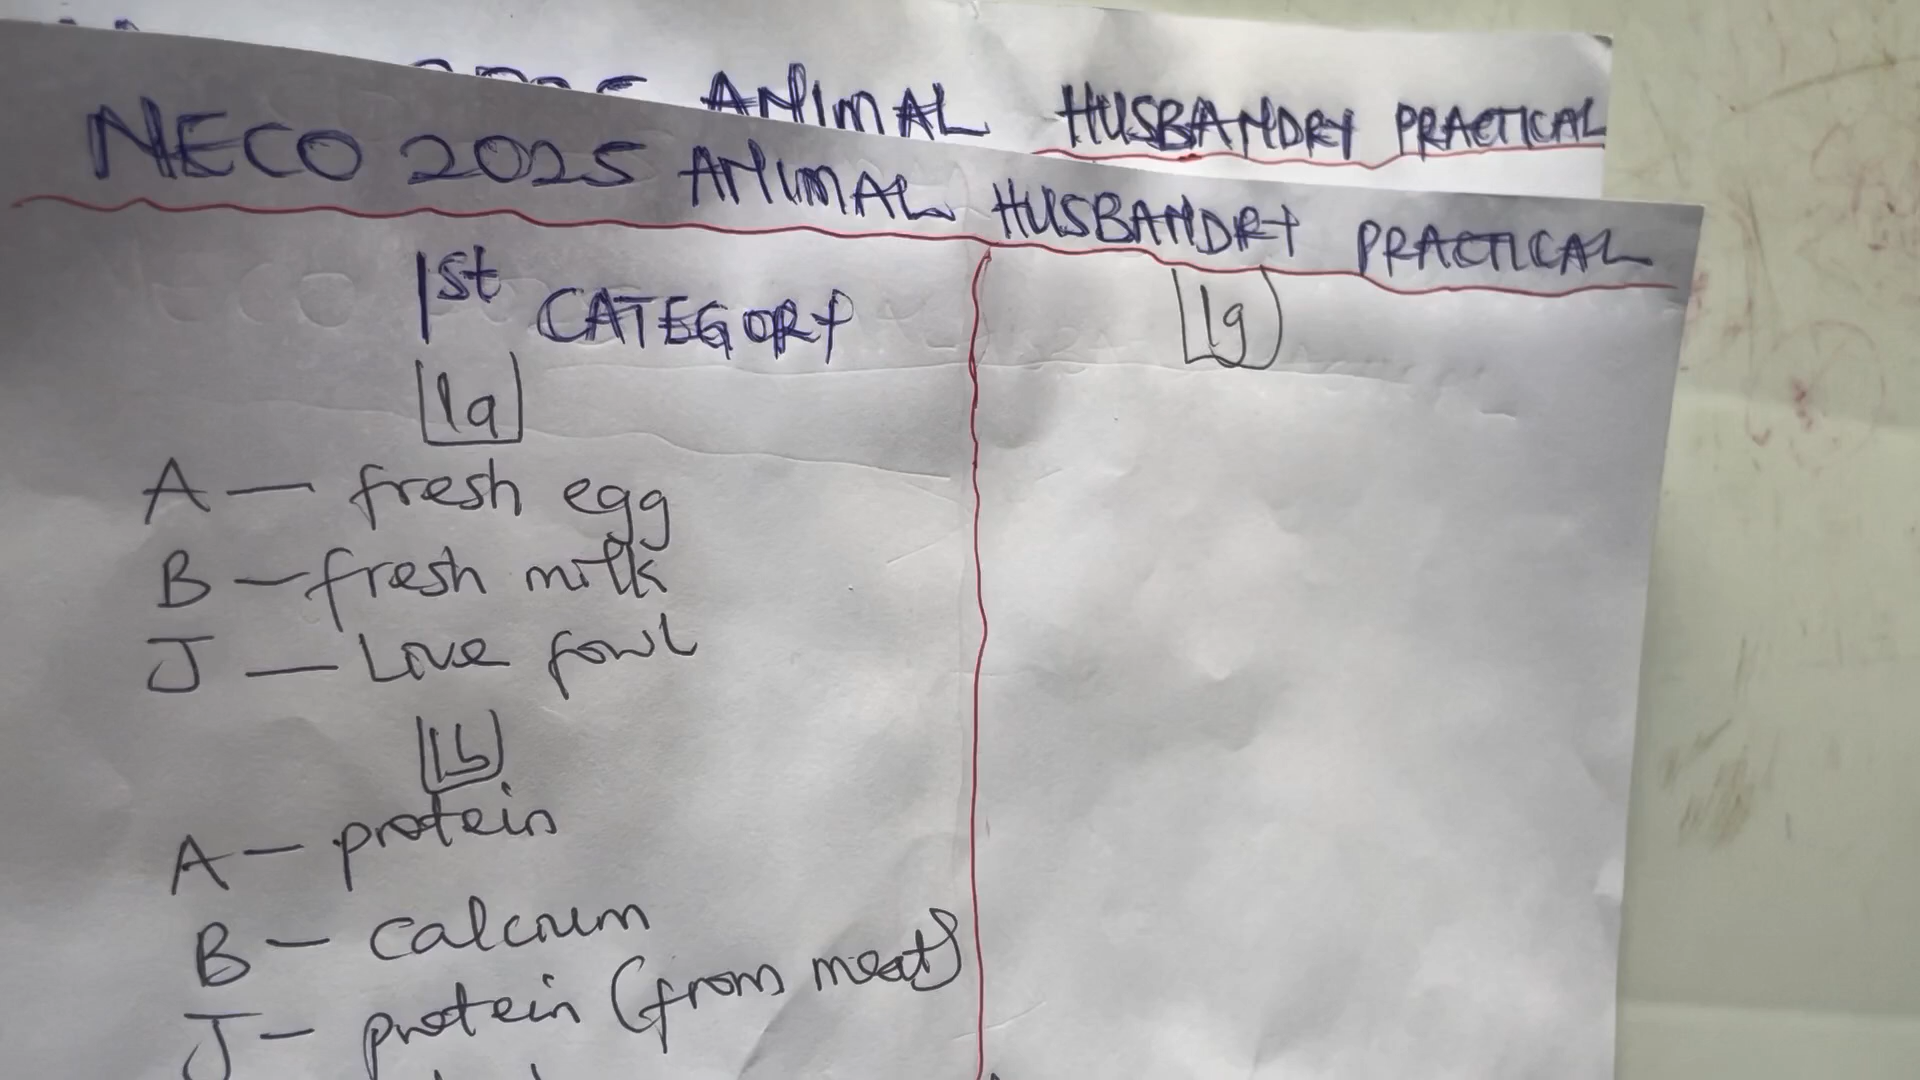 ANIMAL HUSBANDRY PRACTICAL
NECO 2025 ANIMAL HUSBANDRY PRACTICAL
1st CATEGORY
1a
A — fresh egg
B — fresh milk
J — Live fowl
1b
A — protein
B — calcium
J — protein (from meat)
1g